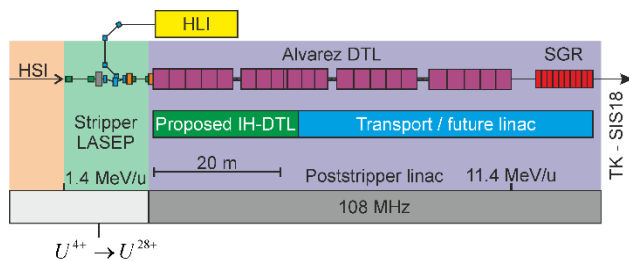 HLI
HSI
Alvarez DTL
SGR
Stripper
LASEP
Proposed IH-DTL
Transport / future linac
TK - SIS18
20 m
1.4 MeV/u
Poststripper linac
11.4 MeV/u
108 MHz
U⁴⁺ → U²⁸⁺